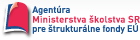 Agentúra
Ministerstva školstva SR
pre štrukturálne fondy EÚ